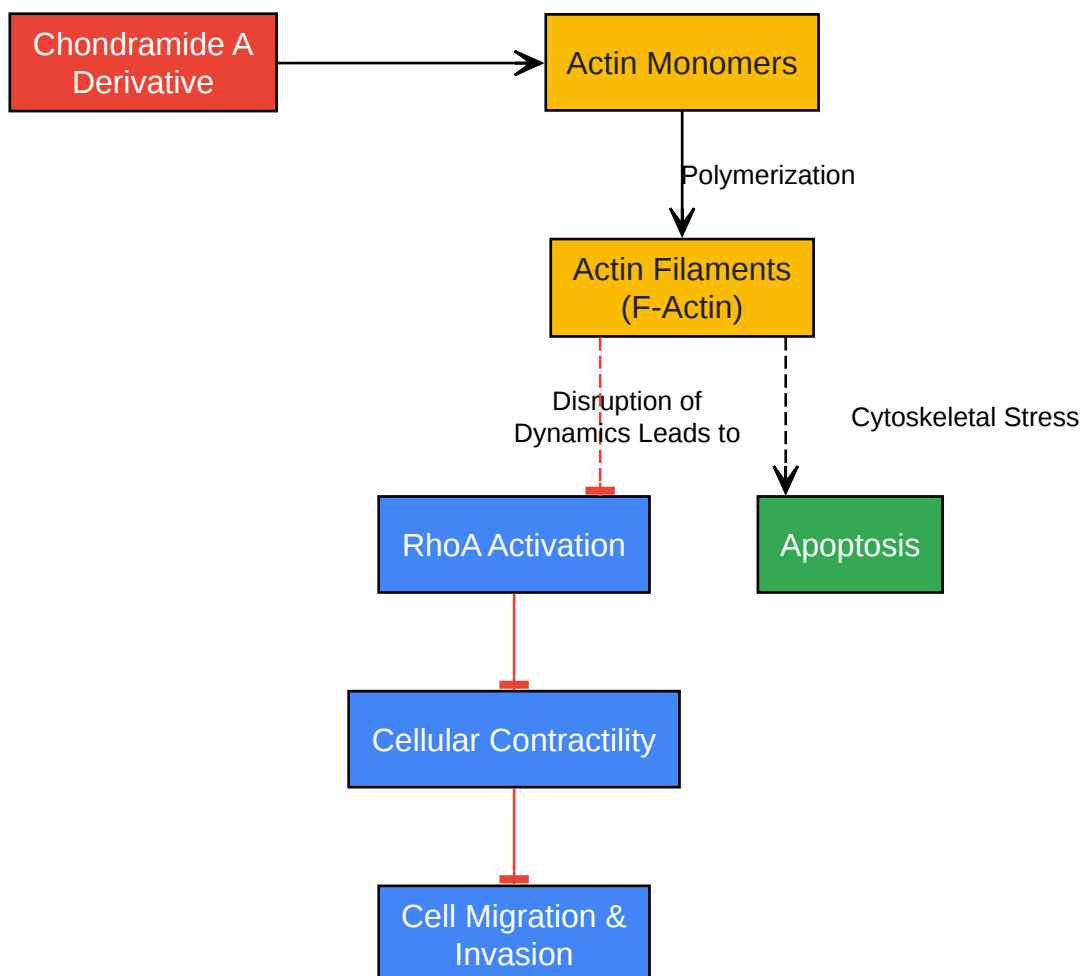 Chondramide A
Derivative
Actin Monomers
Polymerization
Actin Filaments
(F-Actin)
Disruption of
Dynamics Leads to
Cytoskeletal Stress
RhoA Activation
Apoptosis
Cellular Contractility
Cell Migration &
Invasion